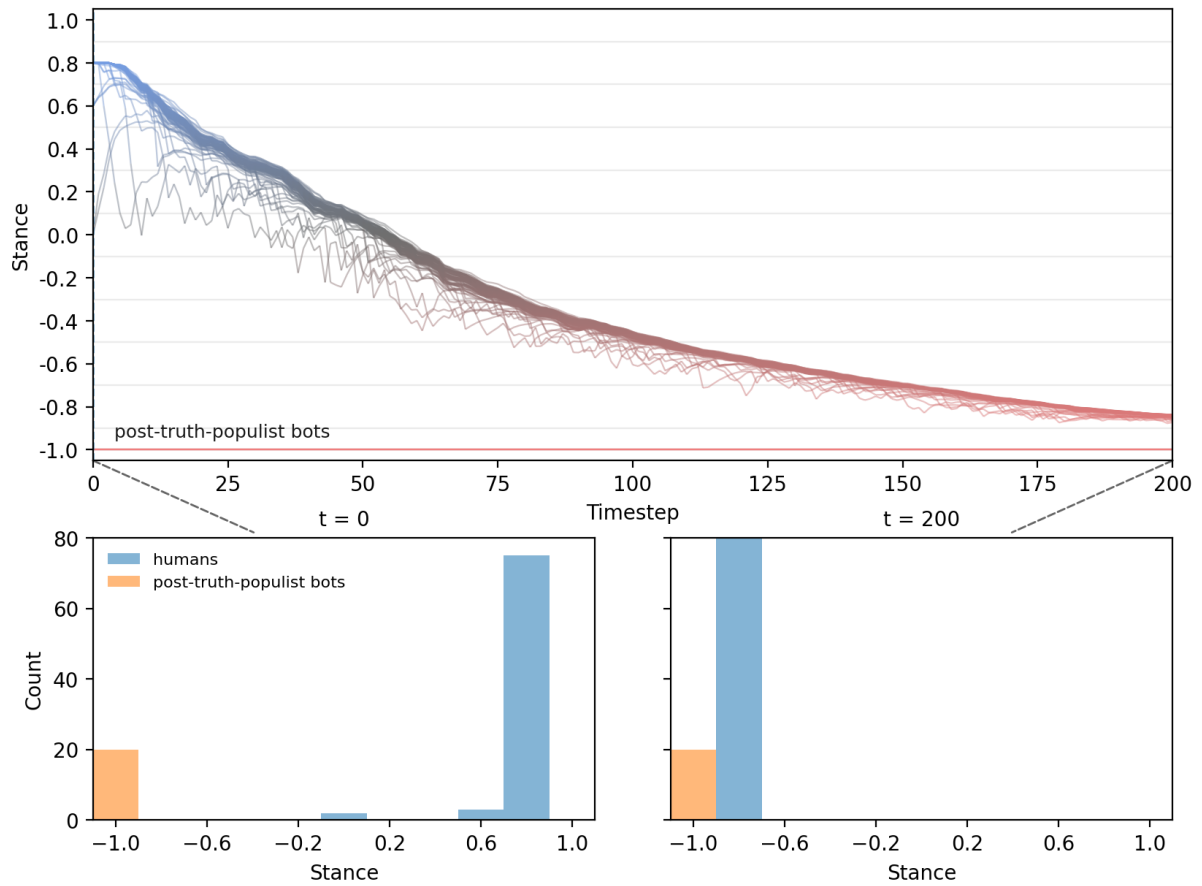 1.0
0.8
0.6
0.4
0.2
0.0
-0.2
-0.4
-0.6
-0.8
-1.0
Stance
post-truth-populist bots
0 25 50 75 100 125 150 175 200
Timestep
t = 0
t = 200
80
60
40
20
0
Count
humans
post-truth-populist bots
−1.0 −0.6 −0.2 0.2 0.6 1.0
Stance
−1.0 −0.6 −0.2 0.2 0.6 1.0
Stance